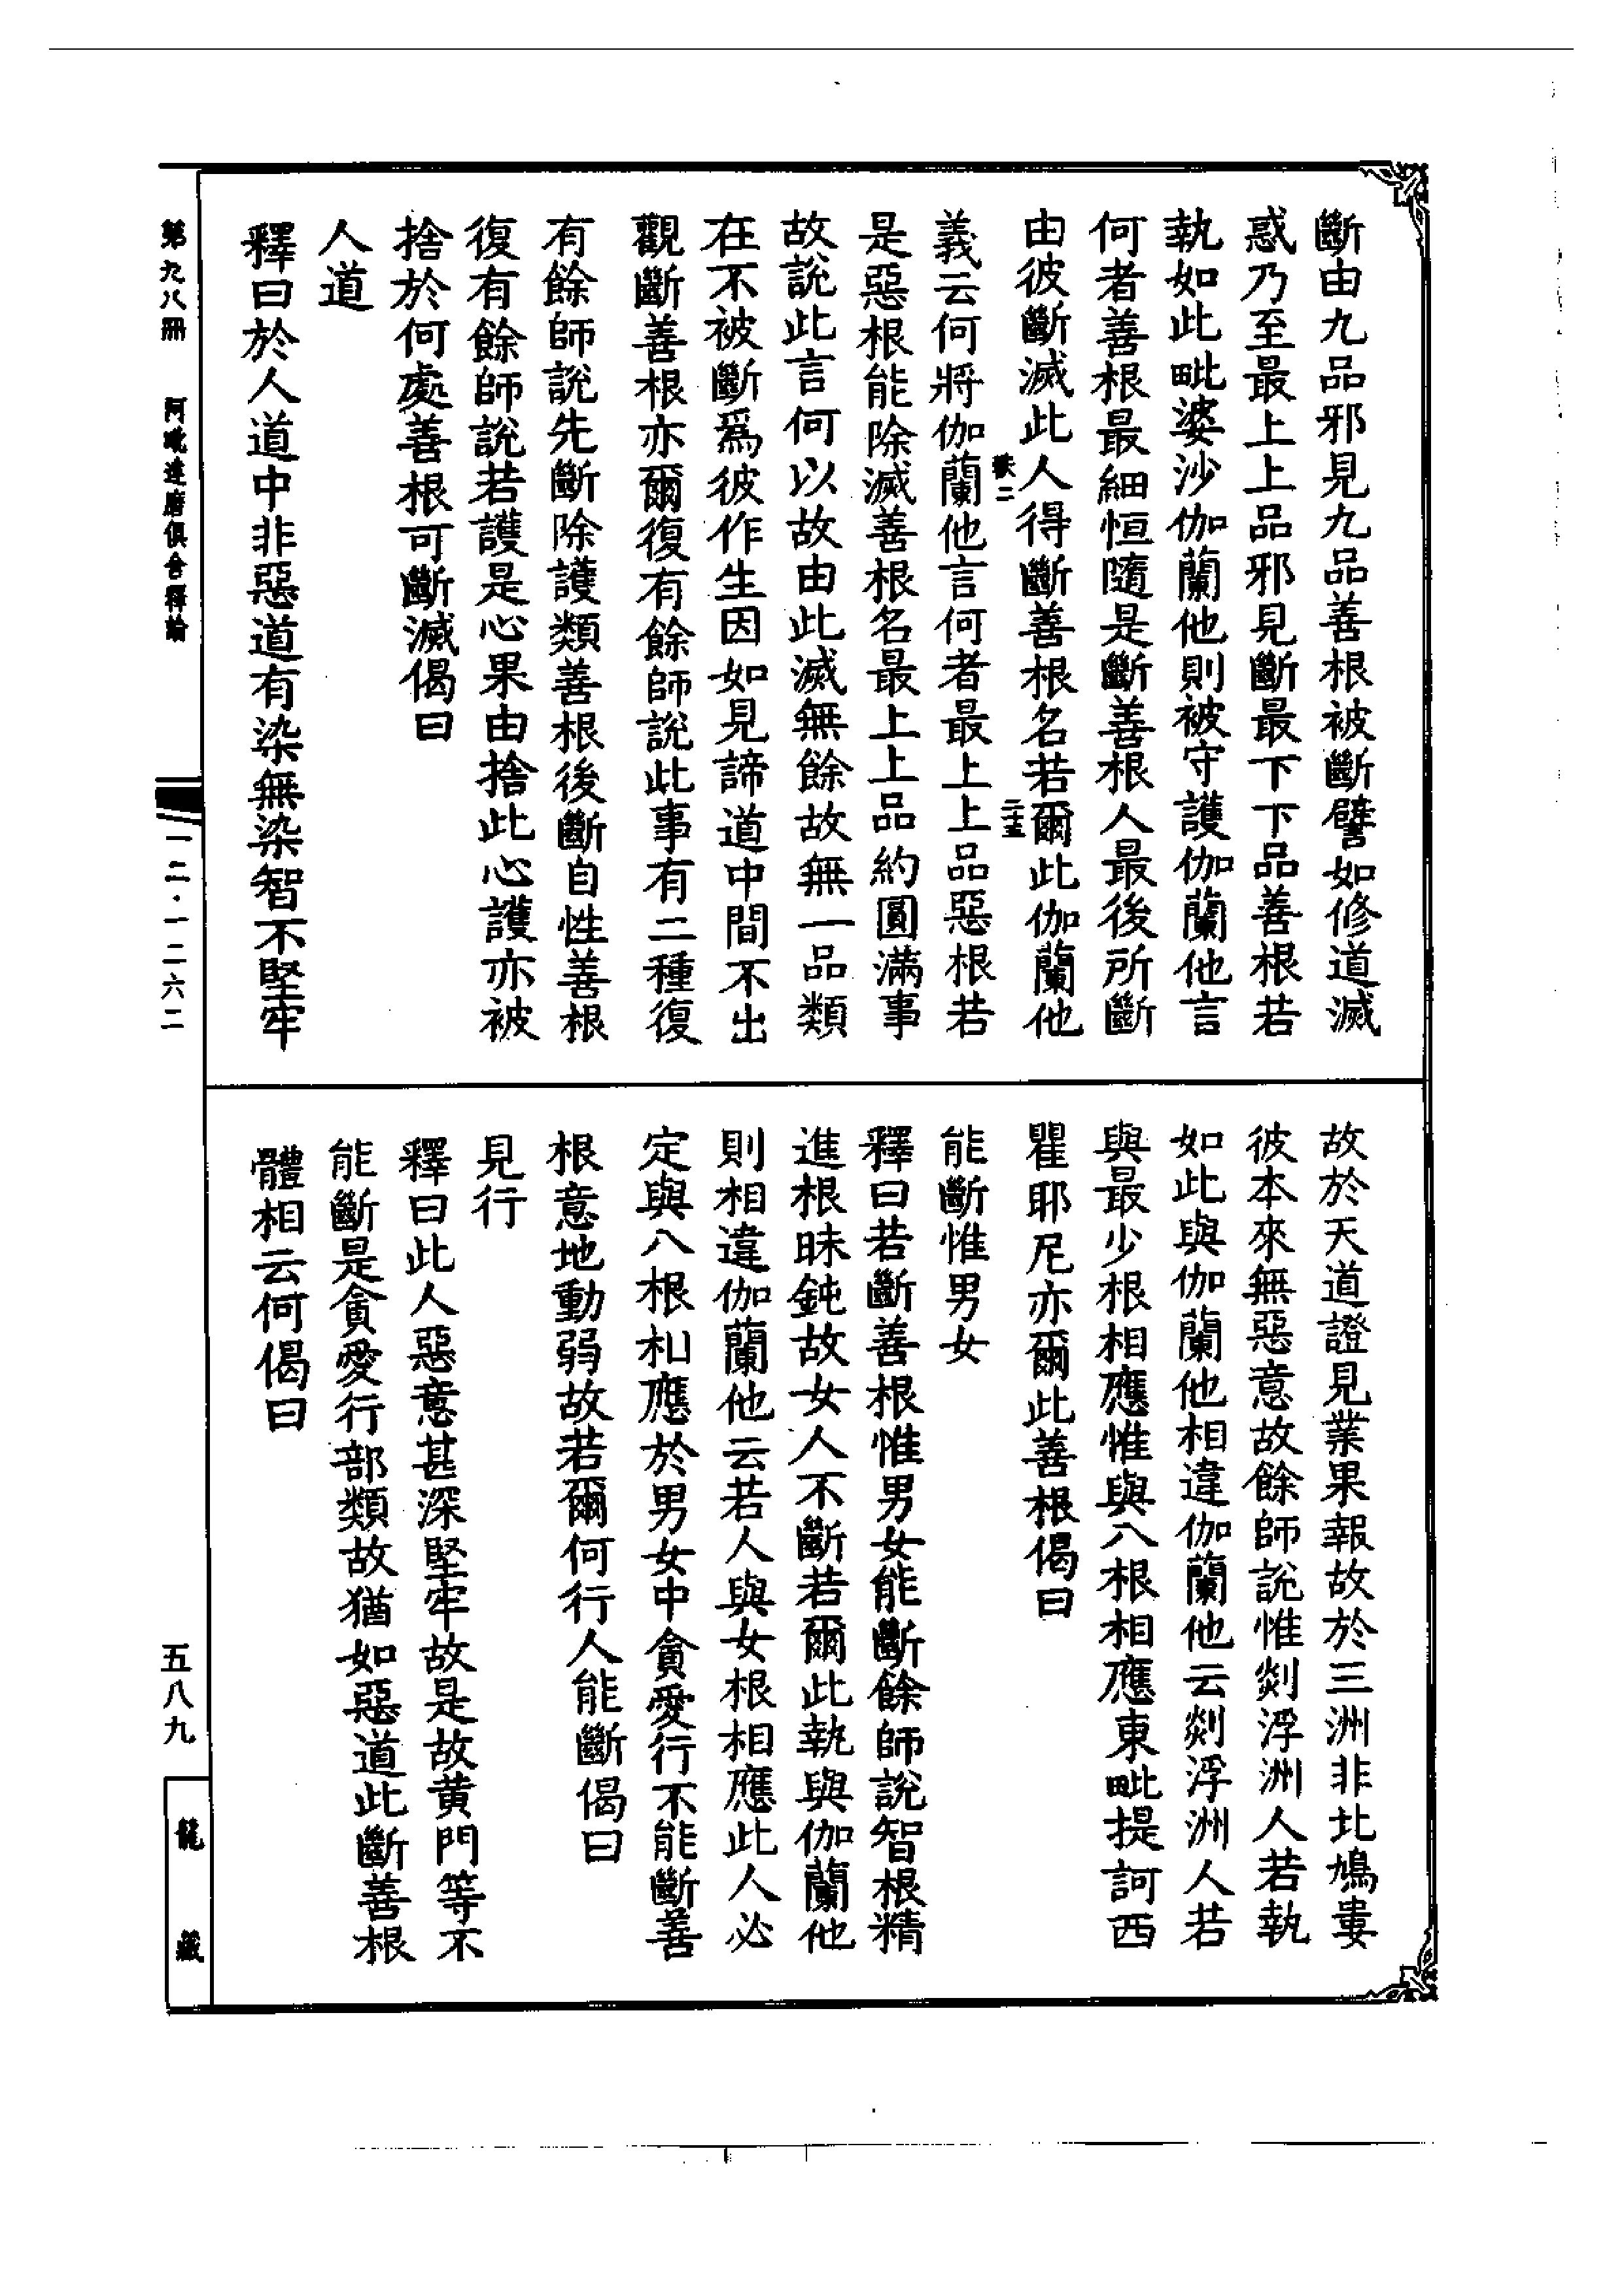 斷由九品邪見九品善根被斷譬如修道滅
惑乃至最上上品邪見斷最下下品善根若
執如此毗婆沙伽蘭他則被守護伽蘭他言
何者善根最細恒隨是斷善根人最後所斷
由彼斷滅此人得斷善根名若爾此伽蘭他
義云何將伽蘭他言何者最上上品惡根若
是惡根能除滅善根名最上上品約圓滿事
故說此言何以故由此滅無餘故無一品類
在不被斷爲彼作生因如見諦道中間不出
觀斷善根亦爾復有餘師說此事有二種復
有餘師說先斷除護類善根後斷自性善根
復有餘師說若護是心果由捨此心護亦被
捨於何處善根可斷滅偈曰
人道
釋曰於人道中非惡道有染無染智不堅牢
故於天道證見業果報故於三洲非北鳩婁
彼本來無惡意故餘師說惟剡浮洲人若執
如此與伽蘭他相違伽蘭他云剡浮洲人若
與最少根相應惟與八根相應東毗提訶西
瞿耶尼亦爾此善根偈曰
能斷惟男女
釋曰若斷善根惟男女能斷餘師說智根精
進根昧鈍故女人不斷若爾此執與伽蘭他
則相違伽蘭他云若人與女根相應此人必
定與八根相應於男女中貪愛行不能斷善
根意地動弱故若爾何行人能斷偈曰
見行
釋曰此人惡意甚深堅牢故是故黃門等不
能斷是貪愛行部類故猶如惡道此斷善根
體相云何偈曰
第九八冊 阿毗達磨俱舍釋論
一二·一二六二
五八九
龍藏